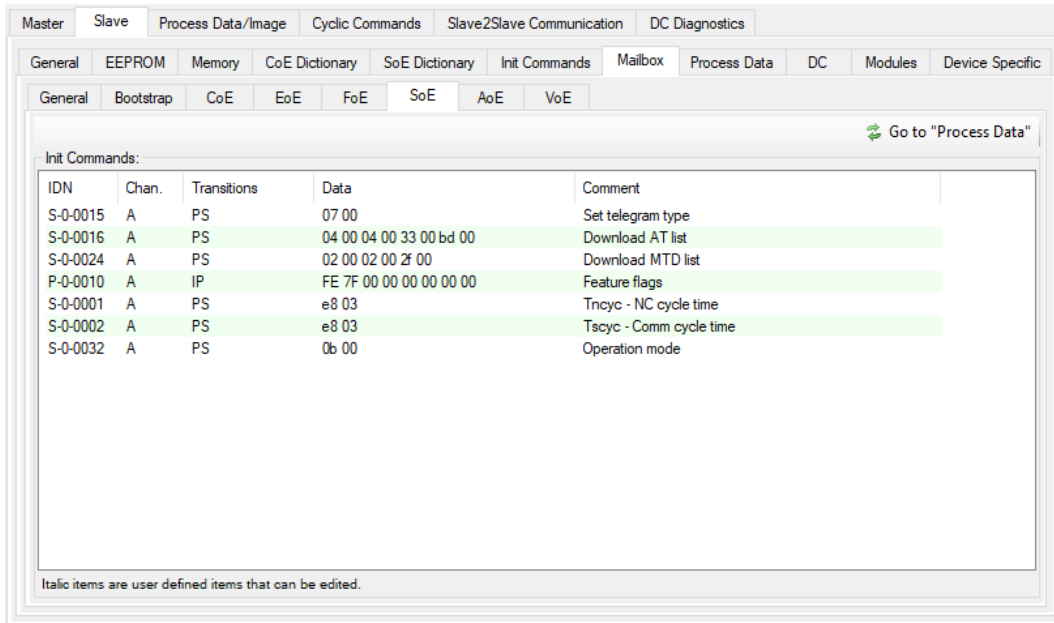 Master Slave Process Data/Image Cyclic Commands Slave2Slave Communication DC Diagnostics
General EEPROM Memory CoE Dictionary SoE Dictionary Init Commands Mailbox Process Data DC Modules Device Specific
General Bootstrap CoE EoE FoE SoE AoE VoE
Go to "Process Data"
Init Commands:
IDN Chan. Transitions Data Comment
S-0-0015 A PS 07 00 Set telegram type
S-0-0016 A PS 04 00 04 00 33 00 bd 00 Download AT list
S-0-0024 A PS 02 00 02 00 2f 00 Download MTD list
P-0-0010 A IP FE 7F 00 00 00 00 00 00 Feature flags
S-0-0001 A PS e8 03 Tncyc - NC cycle time
S-0-0002 A PS e8 03 Tscyc - Comm cycle time
S-0-0032 A PS 0b 00 Operation mode
Italic items are user defined items that can be edited.